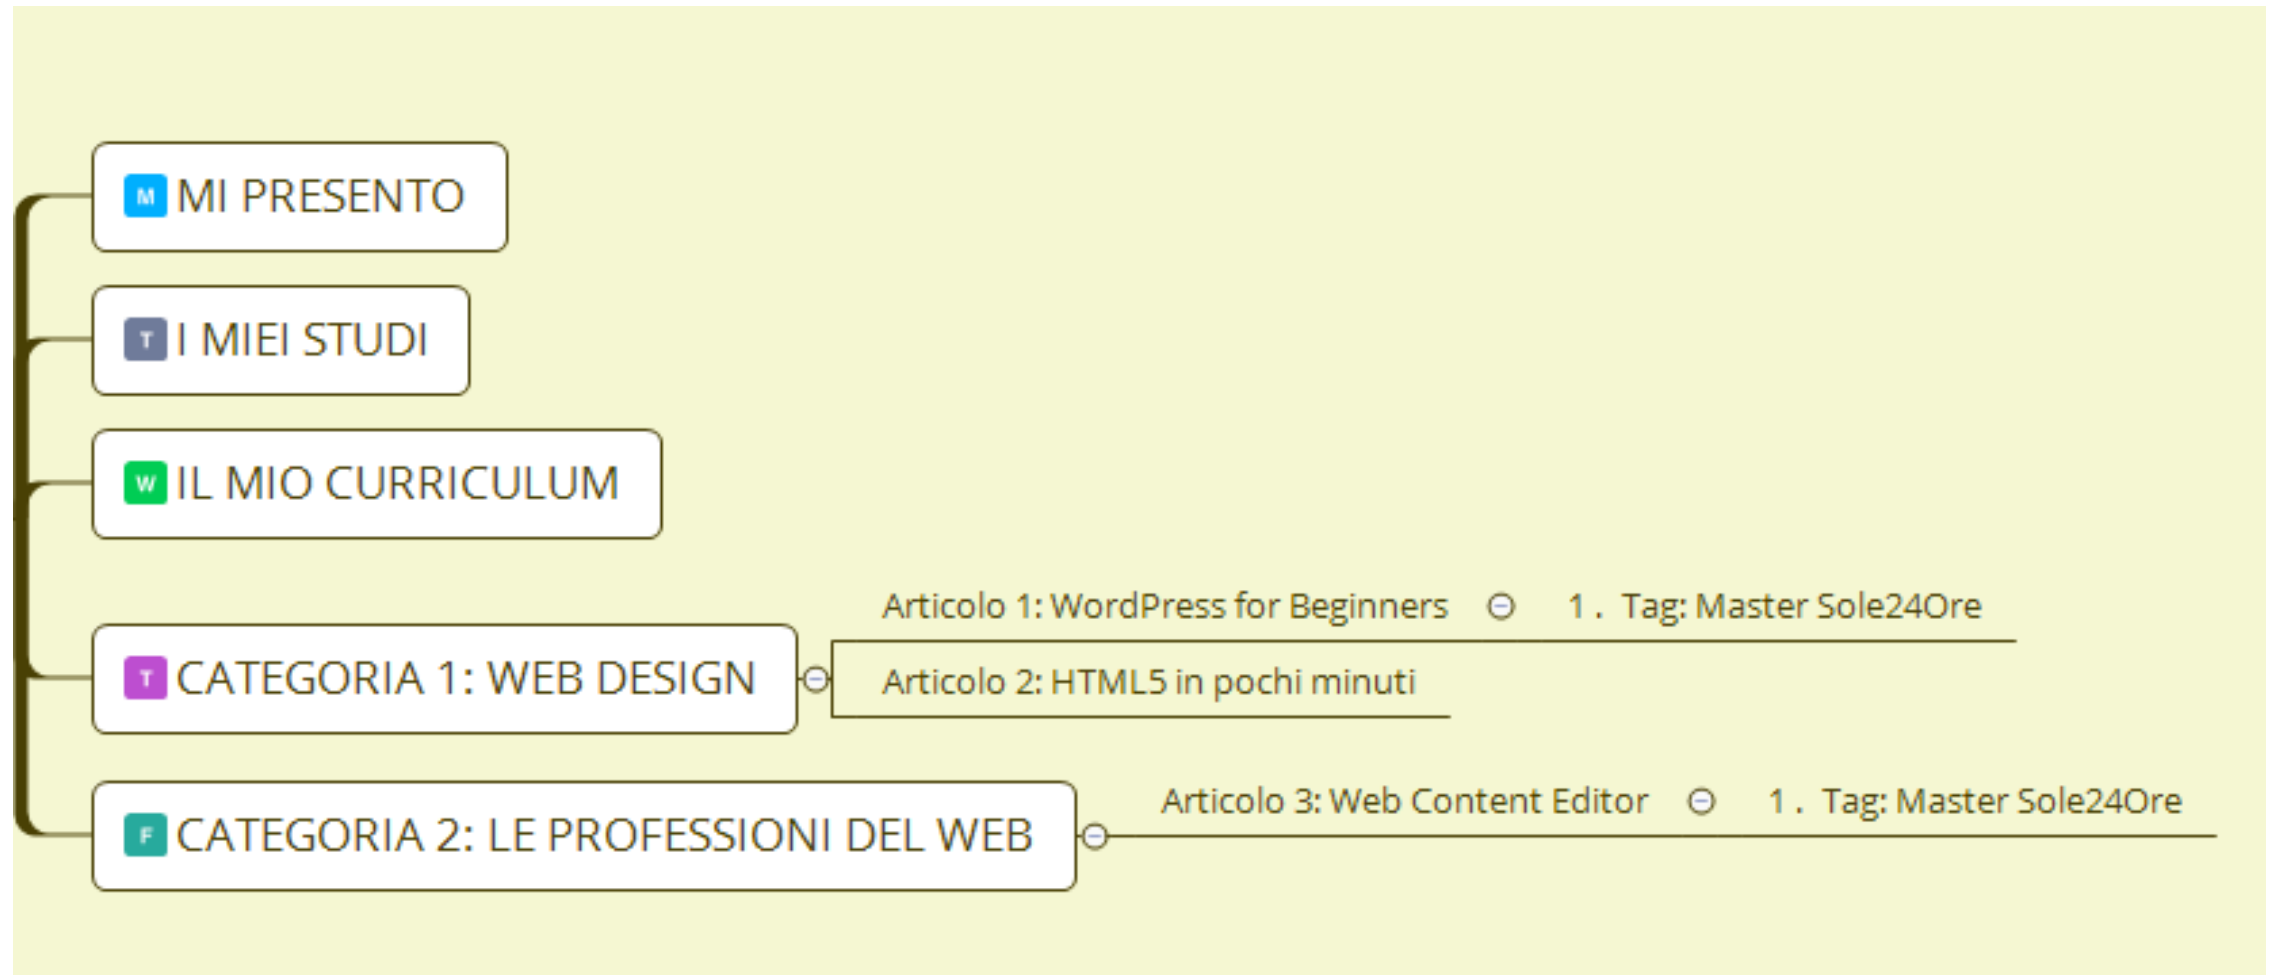 M MI PRESENTO
T I MIEI STUDI
W IL MIO CURRICULUM
Articolo 1: WordPress for Beginners 1 . Tag: Master Sole24Ore
T CATEGORIA 1: WEB DESIGN
Articolo 2: HTML5 in pochi minuti
Articolo 3: Web Content Editor 1 . Tag: Master Sole24Ore
F CATEGORIA 2: LE PROFESSIONI DEL WEB